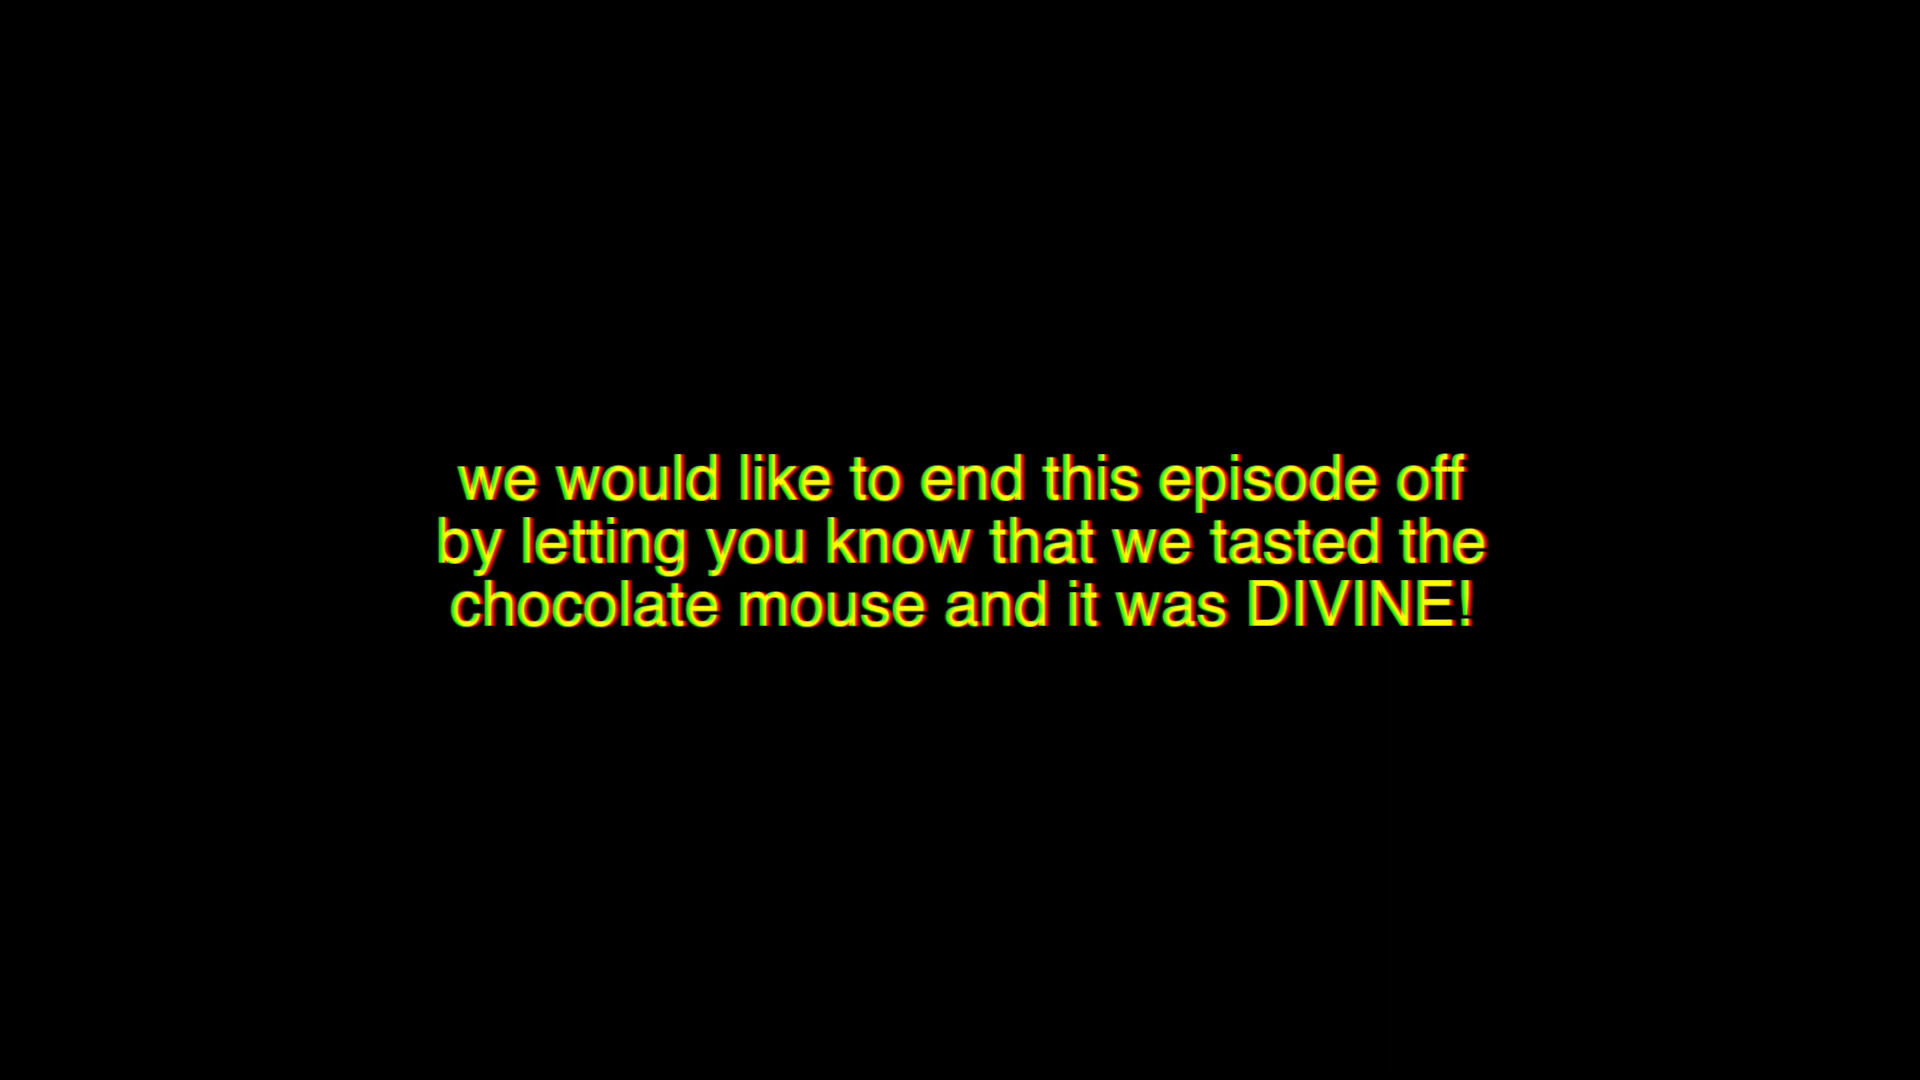 we would like to end this episode off
by letting you know that we tasted the
chocolate mouse and it was DIVINE!